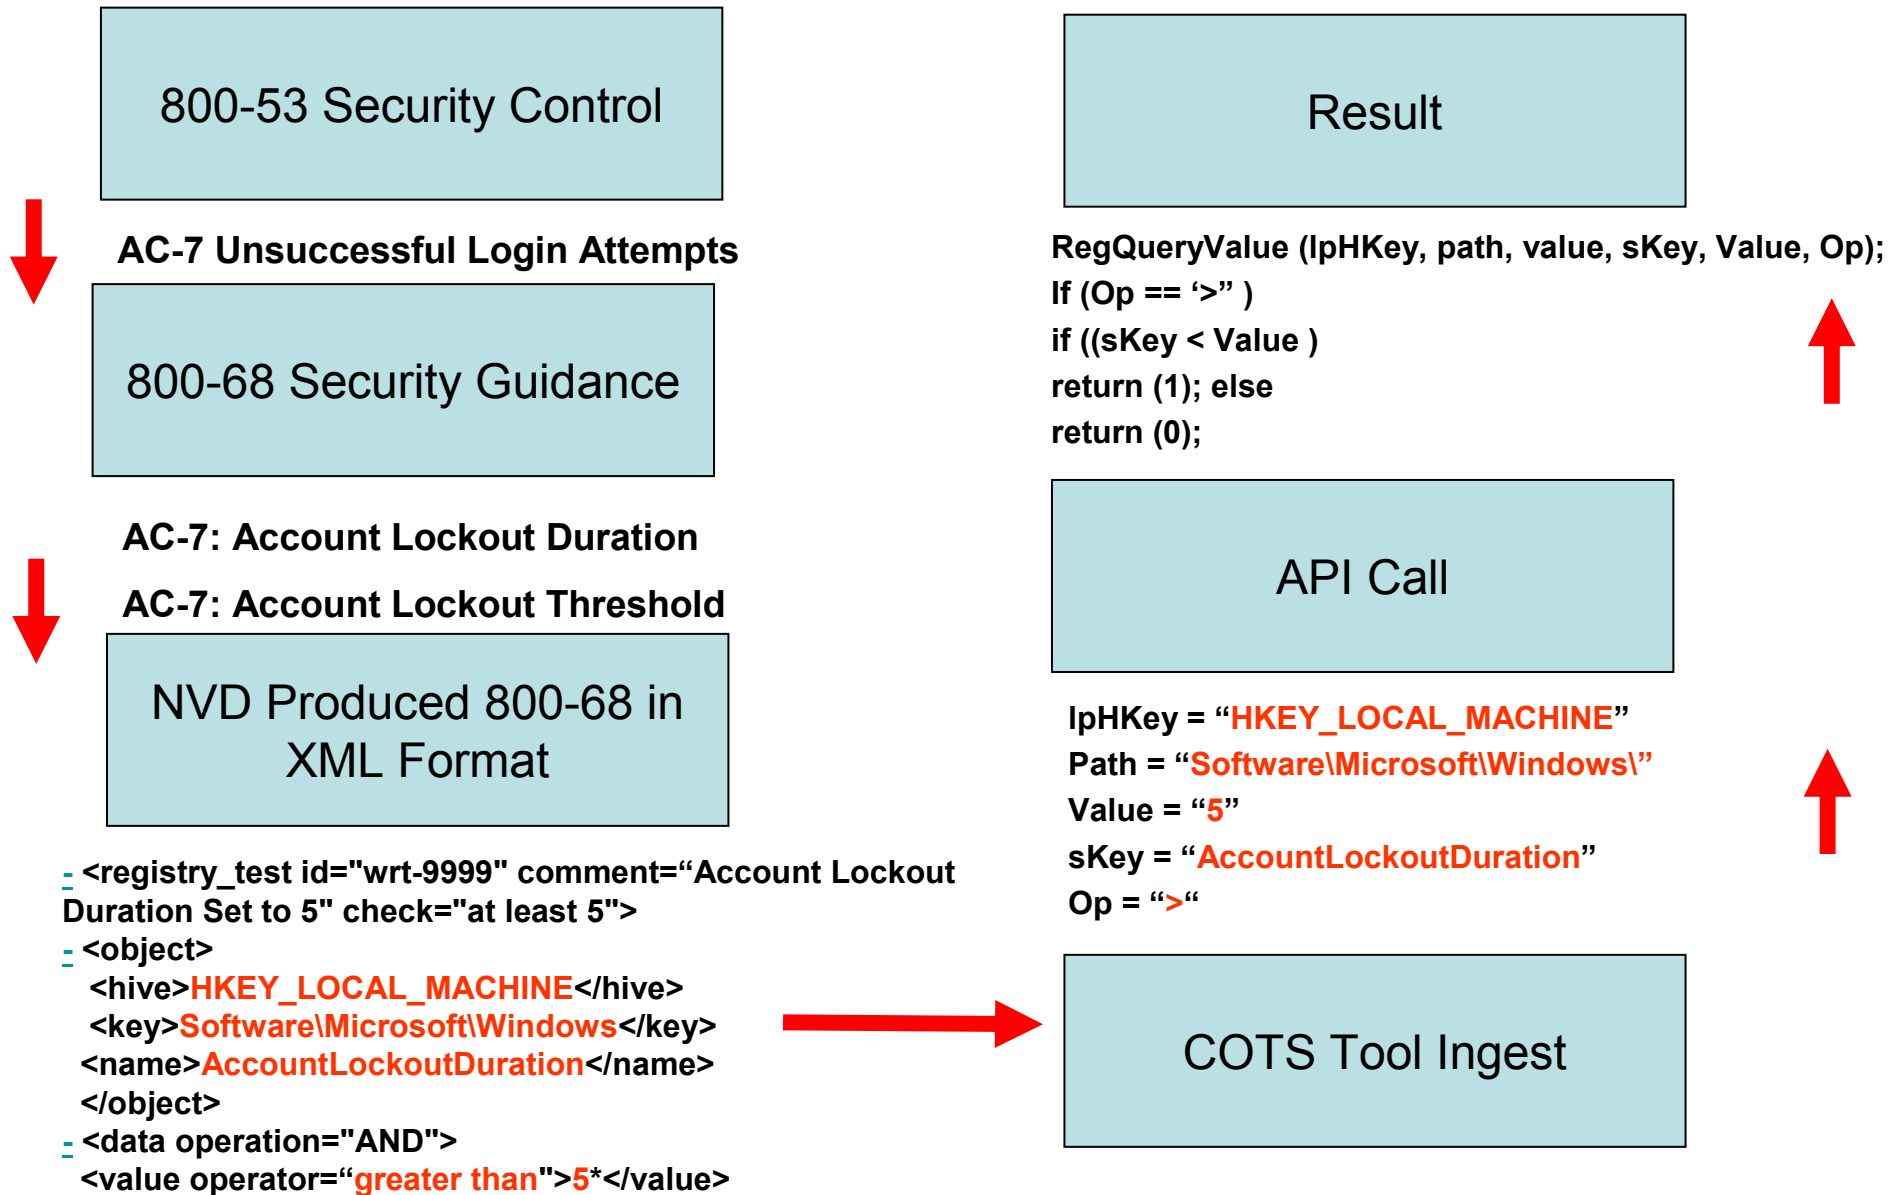 800-53 Security Control
AC-7 Unsuccessful Login Attempts
800-68 Security Guidance
AC-7: Account Lockout Duration
AC-7: Account Lockout Threshold
NVD Produced 800-68 in
XML Format
- <registry_test id="wrt-9999" comment=“Account Lockout
Duration Set to 5" check="at least 5">
- <object>
<hive>HKEY_LOCAL_MACHINE</hive>
<key>Software\Microsoft\Windows</key>
<name>AccountLockoutDuration</name>
</object>
- <data operation="AND">
<value operator=“greater than">5*</value>
Result
RegQueryValue (lpHKey, path, value, sKey, Value, Op);
If (Op == ‘>” )
if ((sKey < Value )
return (1); else
return (0);
API Call
lpHKey = “HKEY_LOCAL_MACHINE”
Path = “Software\Microsoft\Windows\”
Value = “5”
sKey = “AccountLockoutDuration”
Op = “>“
COTS Tool Ingest